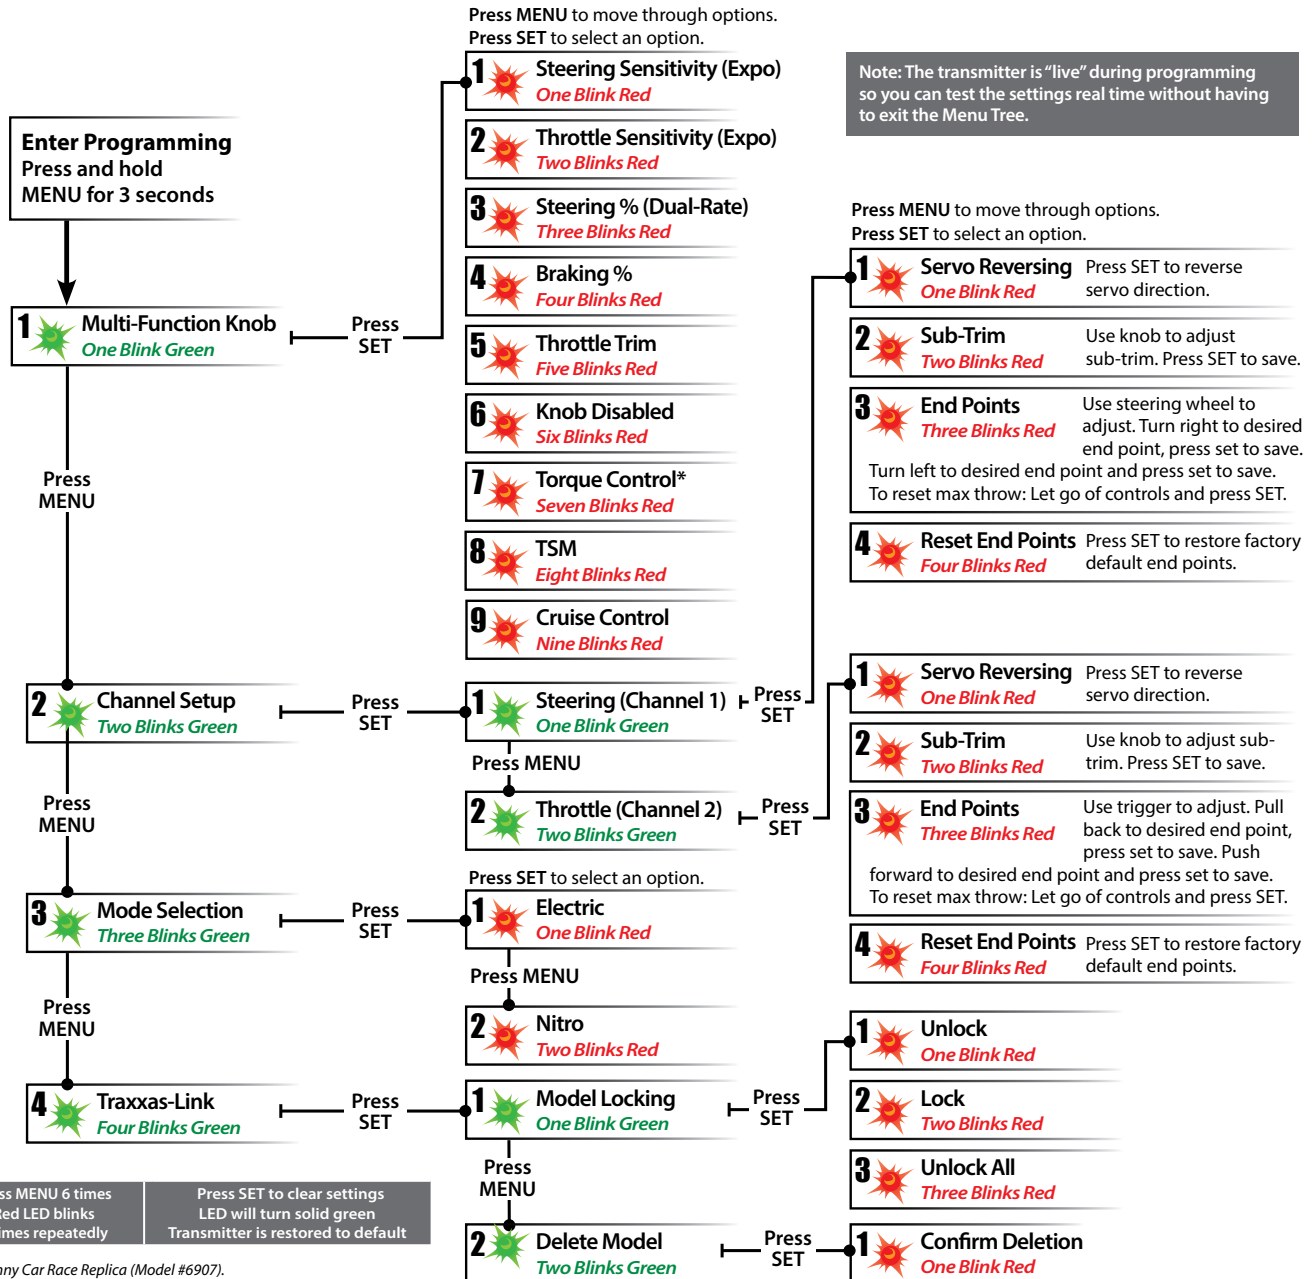 Press MENU to move through options.
Press SET to select an option.
Note: The transmitter is “live” during programming
so you can test the settings real time without having
to exit the Menu Tree.
Enter Programming
Press and hold
MENU for 3 seconds
1 Multi-Function Knob
One Blink Green
Press
SET
1 Steering Sensitivity (Expo)
One Blink Red
2 Throttle Sensitivity (Expo)
Two Blinks Red
3 Steering % (Dual-Rate)
Three Blinks Red
4 Braking %
Four Blinks Red
5 Throttle Trim
Five Blinks Red
6 Knob Disabled
Six Blinks Red
7 Torque Control*
Seven Blinks Red
8 TSM
Eight Blinks Red
9 Cruise Control
Nine Blinks Red
Press
MENU
2 Channel Setup
Two Blinks Green
Press
SET
1 Steering (Channel 1)
One Blink Green
Press
SET
Press MENU to move through options.
Press SET to select an option.
1 Servo Reversing Press SET to reverse
One Blink Red servo direction.
2 Sub-Trim Use knob to adjust
Two Blinks Red sub-trim. Press SET to save.
3 End Points Use steering wheel to
Three Blinks Red adjust. Turn right to desired
end point, press set to save.
Turn left to desired end point and press set to save.
To reset max throw: Let go of controls and press SET.
4 Reset End Points Press SET to restore factory
Four Blinks Red default end points.
Press MENU
2 Throttle (Channel 2)
Two Blinks Green
Press
SET
1 Servo Reversing Press SET to reverse
One Blink Red servo direction.
2 Sub-Trim Use knob to adjust sub-
Two Blinks Red trim. Press SET to save.
3 End Points Use trigger to adjust. Pull
Three Blinks Red back to desired end point,
press set to save. Push
forward to desired end point and press set to save.
To reset max throw: Let go of controls and press SET.
4 Reset End Points Press SET to restore factory
Four Blinks Red default end points.
Press
MENU
3 Mode Selection
Three Blinks Green
Press
SET
Press SET to select an option.
1 Electric
One Blink Red
Press MENU
2 Nitro
Two Blinks Red
Press
MENU
4 Traxxas-Link
Four Blinks Green
Press
SET
1 Model Locking
One Blink Green
Press
SET
1 Unlock
One Blink Red
2 Lock
Two Blinks Red
3 Unlock All
Three Blinks Red
Press
MENU
2 Delete Model
Two Blinks Green
Press
SET
1 Confirm Deletion
One Blink Red
MENU 6 times
LED blinks
repeatedly
Press SET to clear settings
LED will turn solid green
Transmitter is restored to default
Car Race Replica (Model #6907).